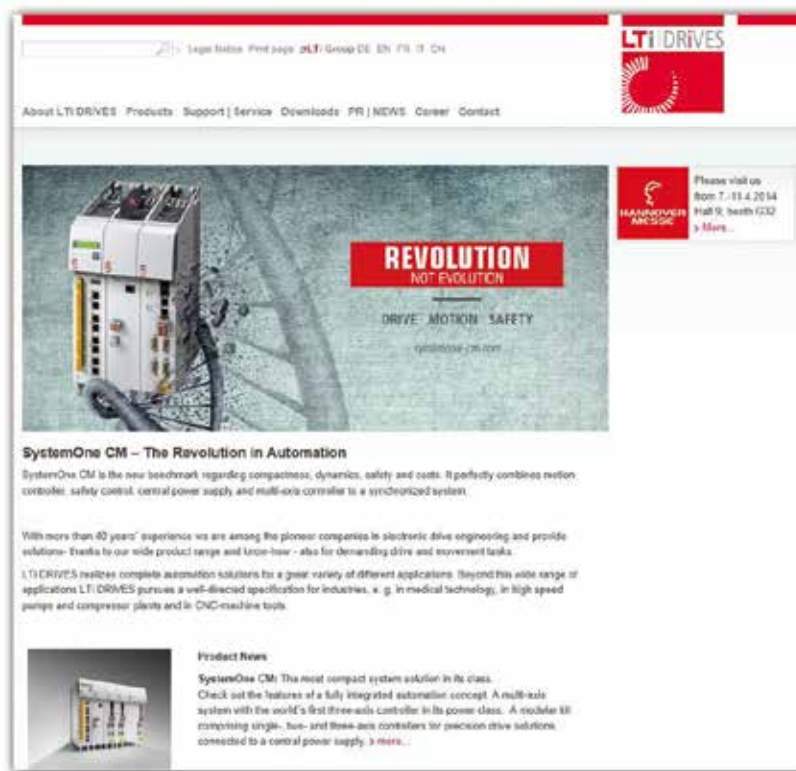 Legal Notice Print page »LTi Group DE EN FR IT CN
LTi DRiVES
About LTI DRIVES Products Support | Service Downloads PR | NEWS Career Contact
REVOLUTION
NOT EVOLUTION
DRIVE MOTION SAFETY
systemone-cm.com
HANNOVER
MESSE
Please visit us
from 7.-11.4.2014
Hall 9, booth G32
» More...
SystemOne CM – The Revolution in Automation
SystemOne CM is the new benchmark regarding compactness, dynamics, safety and costs. It perfectly combines motion
controller, safety control, central power supply and multi-axis controller to a synchronized system.
With more than 40 years' experience we are among the pioneer companies in electronic drive engineering and provide
solutions- thanks to our wide product range and know-how - also for demanding drive and movement tasks.
LTI DRIVES realizes complete automation solutions for a great variety of different applications. Beyond this wide range of
applications LTI DRIVES pursues a well-directed specification for industries, e. g. in medical technology, in high speed
pumps and compressor plants and in CNC-machine tools.
Product News
SystemOne CM: The most compact system solution in its class.
Check out the features of a fully integrated automation concept. A multi-axis
system with the world's first three-axis controller in its power class. A modular kit
comprising single-, two- and three-axis controllers for precision drive solutions
connected to a central power supply. » more...